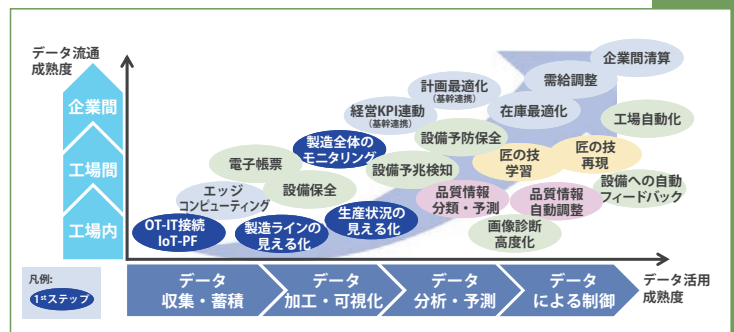 データ流通
成熟度
企業間
工場間
工場内
企業間清算
需給調整
計画最適化
(基幹連携)
在庫最適化
経営KPI連動
(基幹連携)
工場自動化
製造全体の
モニタリング
設備予防保全
匠の技
再現
匠の技
学習
電子帳票
設備予兆検知
設備への自動
フィードバック
設備保全
エッジ
コンピューティング
品質情報
分類・予測
品質情報
自動調整
生産状況の
見える化
OT-IT接続
IoT-PF
製造ラインの
見える化
画像診断
高度化
凡例:
1stステップ
データ
収集・蓄積
データ
加工・可視化
データ
分析・予測
データ
による制御
データ活用
成熟度